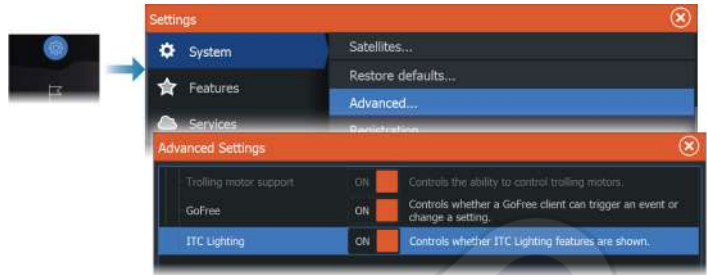 Settings
System
Satellites...
Features
Restore defaults...
Advanced...
Services
Registration
Advanced Settings
Trolling motor support
ON
Controls the ability to control trolling motors.
GoFree
ON
Controls whether a GoFree client can trigger an event or
change a setting.
ITC Lighting
ON
Controls whether ITC Lighting features are shown.